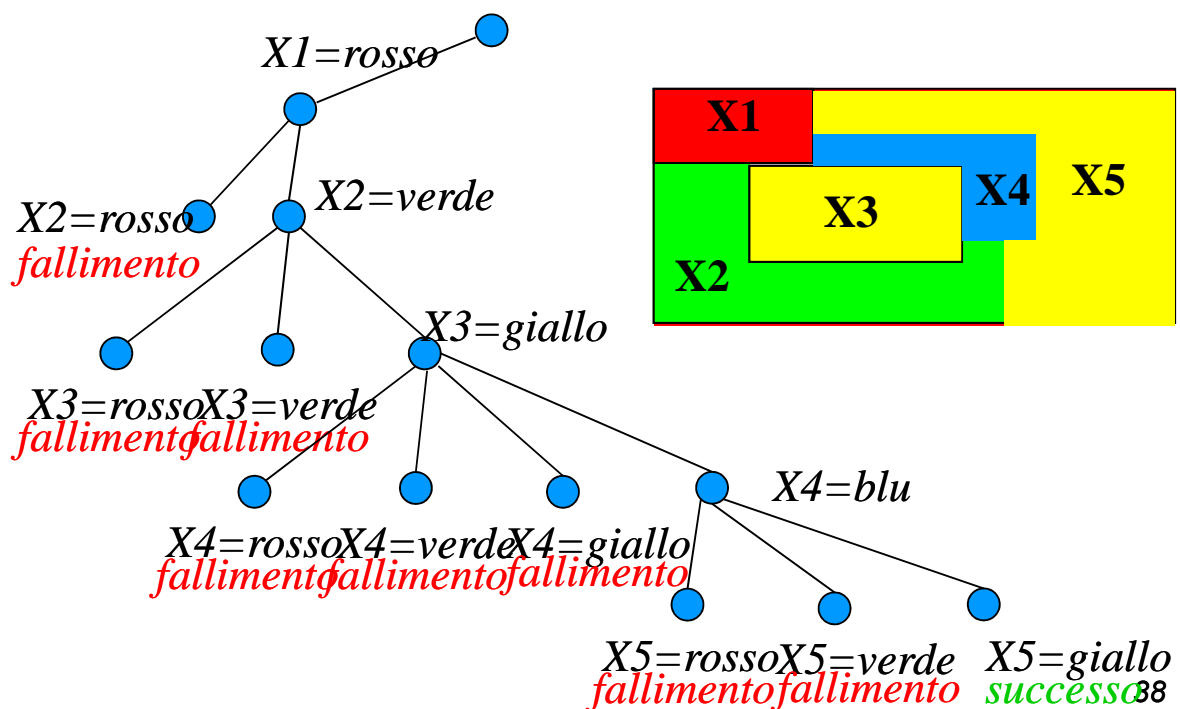 X1=rosso
X1
X2=rosso
fallimento
X2=verde
X3
X4
X5
X2
X3=giallo
X3=rosso
fallimento
X3=verde
fallimento
X4=rosso
fallimento
X4=verde
fallimento
X4=giallo
fallimento
X4=blu
X5=rosso
fallimento
X5=verde
fallimento
X5=giallo
successo
38